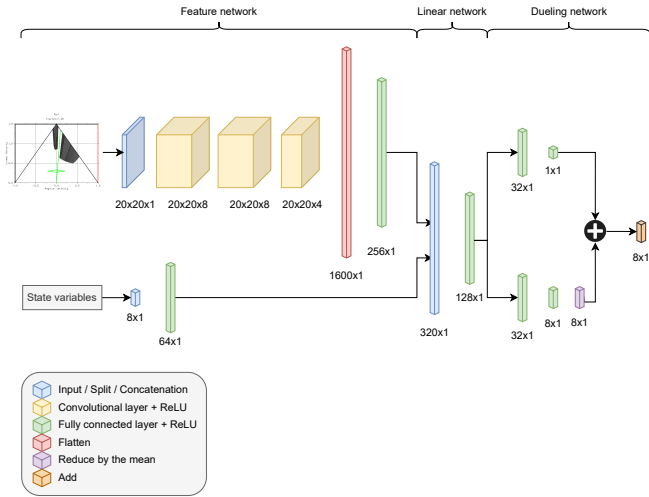 Feature network
Linear network
Dueling network
20x20x1
20x20x8
20x20x8
20x20x4
1600x1
256x1
State variables
8x1
64x1
320x1
128x1
32x1
1x1
32x1
8x1
8x1
8x1
Input / Split / Concatenation
Convolutional layer + ReLU
Fully connected layer + ReLU
Flatten
Reduce by the mean
Add